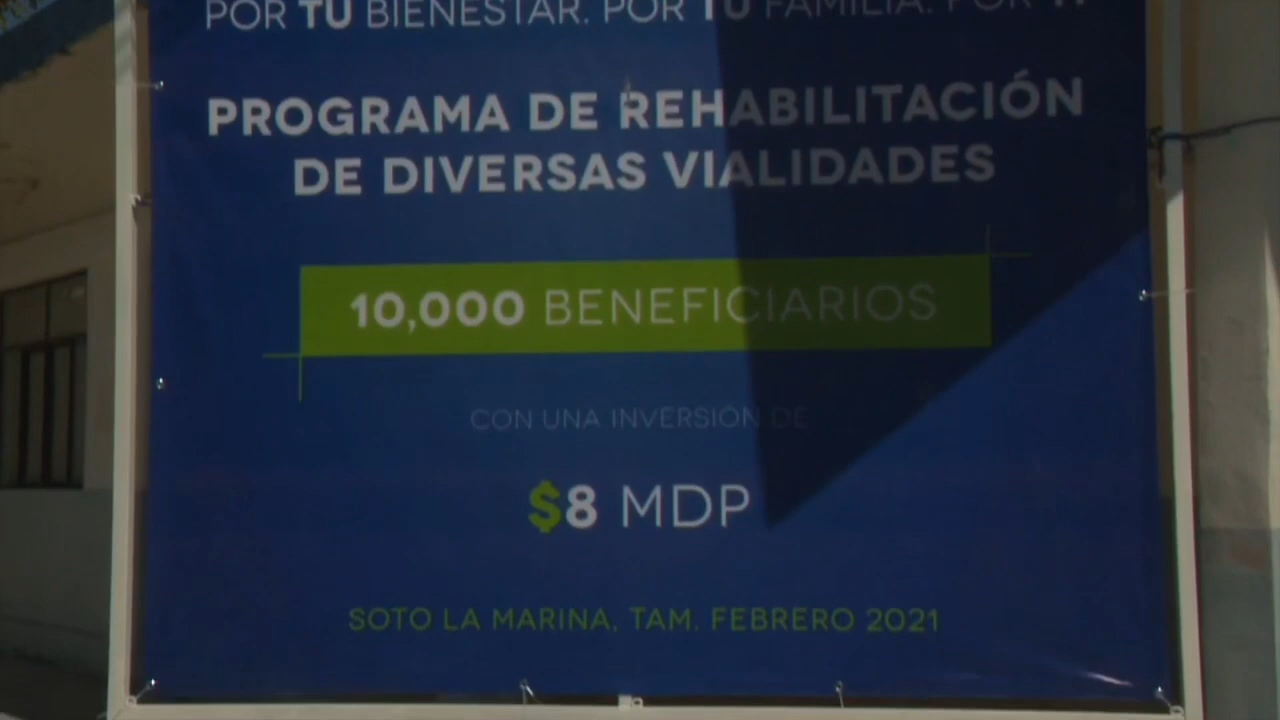 POR TU BIENESTAR. POR TU FAMILIA. POR TI
PROGRAMA DE REHABILITACIÓN
DE DIVERSAS VIALIDADES
10,000 BENEFICIARIOS
CON UNA INVERSIÓN DE
$8 MDP
SOTO LA MARINA, TAM. FEBRERO 2021